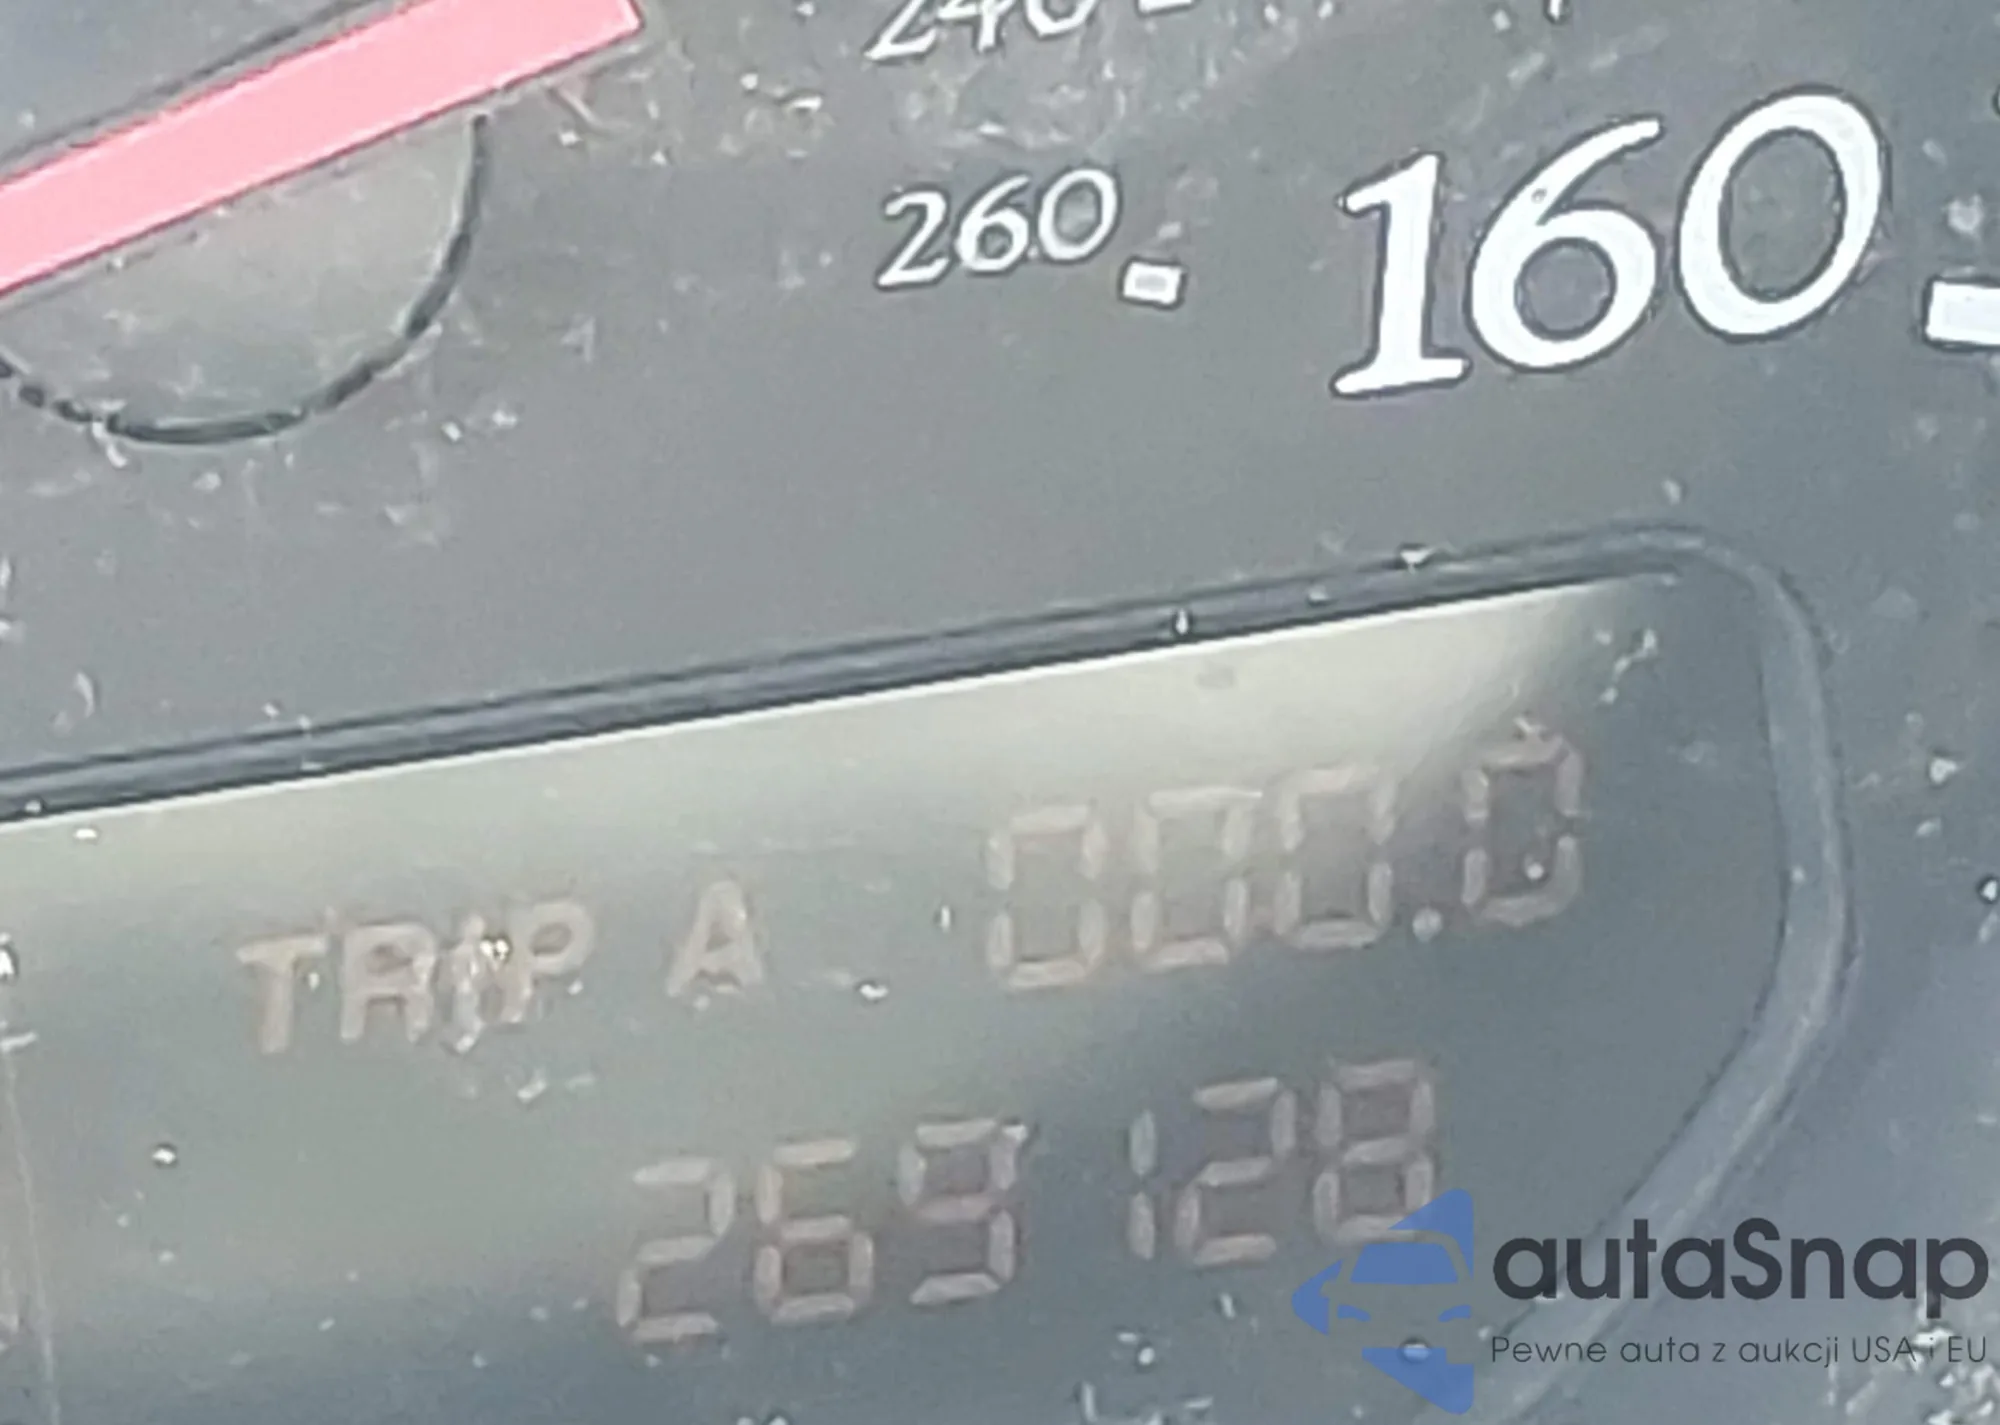 240
260
160
TRIP A 000.0
269128
autaSnap
Pewne auta z aukcji USA i EU